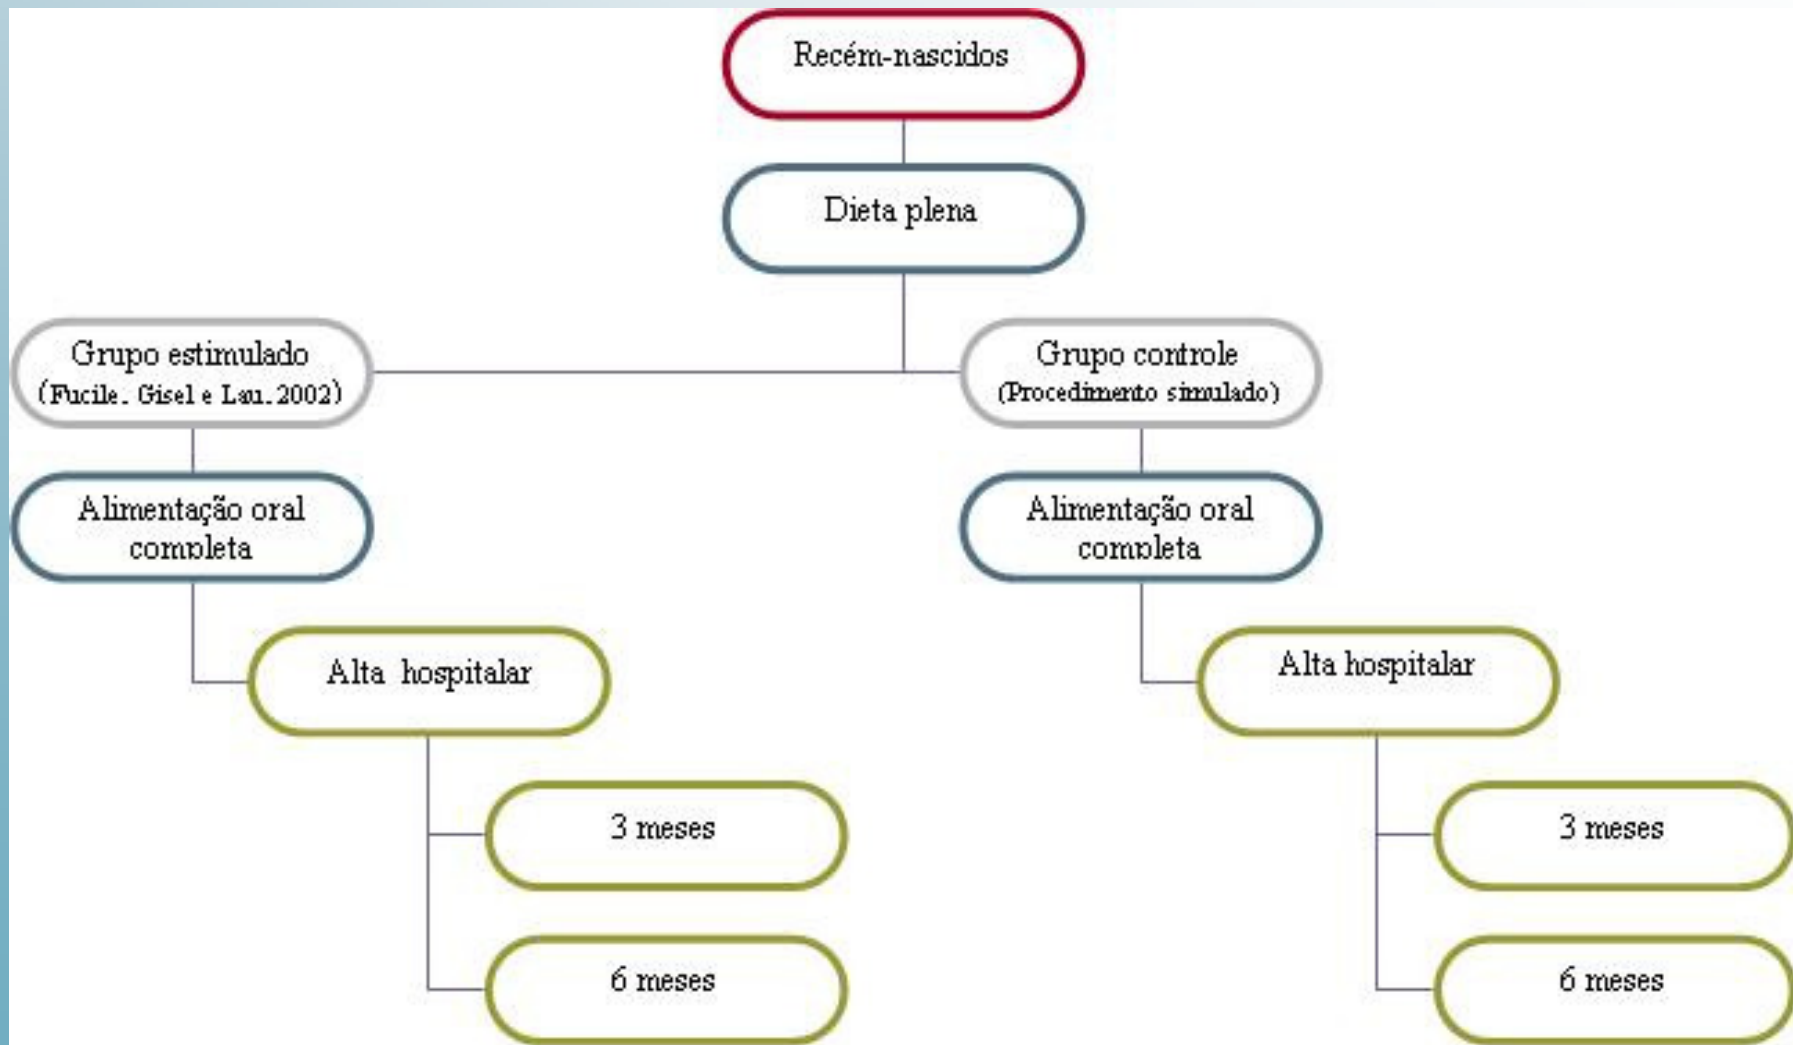 Recém-nascidos
Dieta plena
Grupo estimulado
(Fucile. Gisel e Lau. 2002)
Alimentação oral
completa
Alta hospitalar
3 meses
6 meses
Grupo controle
(Procedimento simulado)
Alimentação oral
completa
Alta hospitalar
3 meses
6 meses